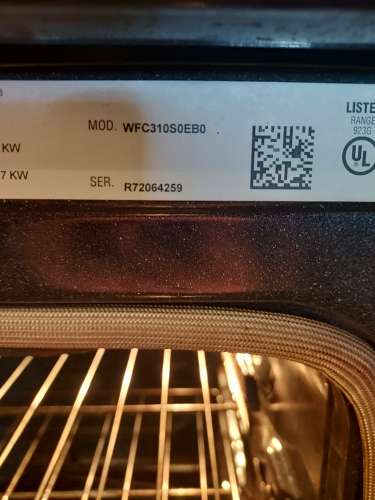 MOD. WFC310S0EB0
LISTE
RANGE
923G
KW
UL
7 KW
SER. R72064259